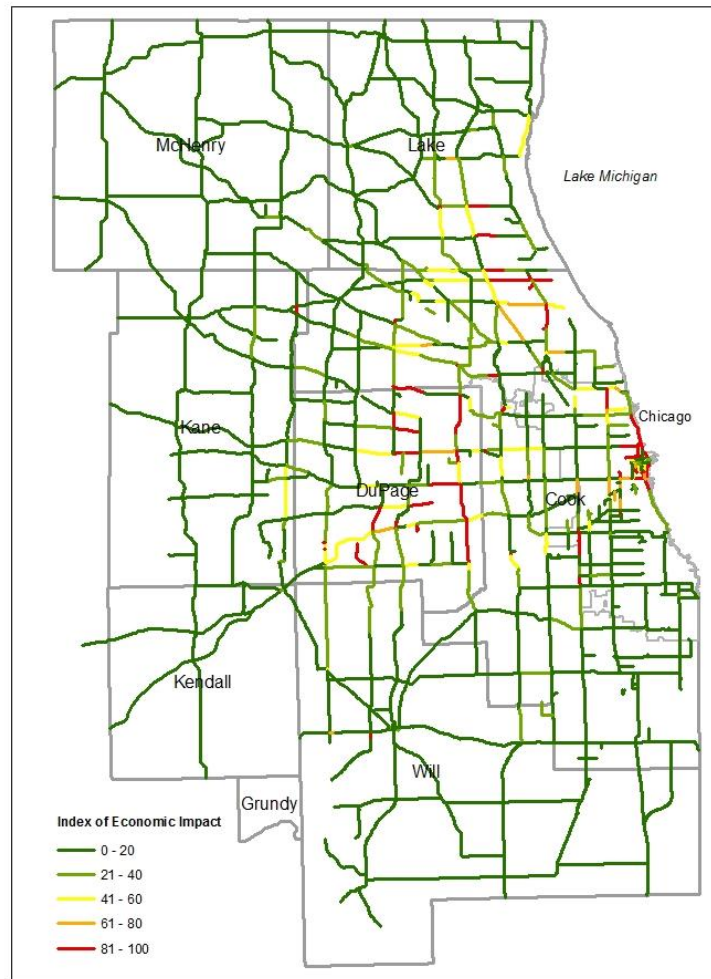 McHenry
Lake
Lake Michigan
Kane
Chicago
DuPage
Cook
Kendall
Will
Grundy
Index of Economic Impact
0 - 20
21 - 40
41 - 60
61 - 80
81 - 100